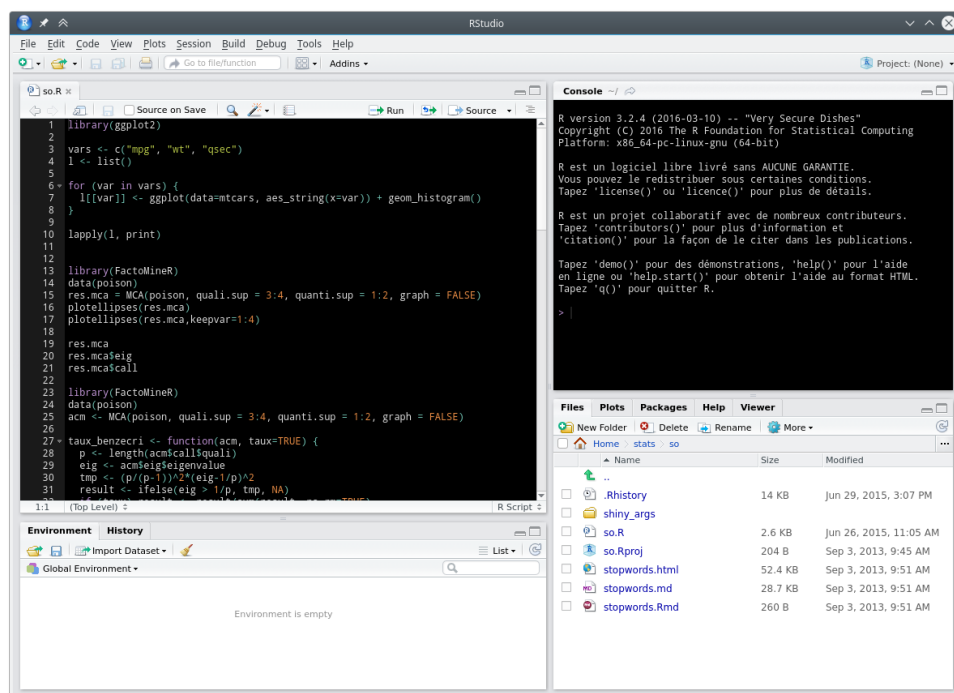 RStudio
File Edit Code View Plots Session Build Debug Tools Help
Go to file/function Addins Project: (None)
so.R
Source on Save Run Source
1 library(ggplot2)
2
3 vars <- c("mpg", "wt", "qsec")
4 l <- list()
5
6 for (var in vars) {
7 l[[var]] <- ggplot(data=mtcars, aes_string(x=var)) + geom_histogram()
8 }
9
10 lapply(l, print)
11
12
13 library(FactoMineR)
14 data(poison)
15 res.mca = MCA(poison, quali.sup = 3:4, quanti.sup = 1:2, graph = FALSE)
16 plotellipses(res.mca)
17 plotellipses(res.mca,keepvar=1:4)
18
19 res.mca
20 res.mca$eig
21 res.mca$call
22
23 library(FactoMineR)
24 data(poison)
25 acm <- MCA(poison, quali.sup = 3:4, quanti.sup = 1:2, graph = FALSE)
26
27 taux_benzecri <- function(acm, taux=TRUE) {
28 p <- length(acm$call$quali)
29 eig <- acm$eig$eigenvalue
30 tmp <- (p/(p-1))^2*(eig-1/p)^2
31 result <- ifelse(eig > 1/p, tmp, NA)
1:1 (Top Level) R Script
Environment History
Import Dataset List
Global Environment
Environment is empty
Console ~/
R version 3.2.4 (2016-03-10) -- "Very Secure Dishes"
Copyright (C) 2016 The R Foundation for Statistical Computing
Platform: x86_64-pc-linux-gnu (64-bit)
R est un logiciel libre livré sans AUCUNE GARANTIE.
Vous pouvez le redistribuer sous certaines conditions.
Tapez 'license()' ou 'licence()' pour plus de détails.
R est un projet collaboratif avec de nombreux contributeurs.
Tapez 'contributors()' pour plus d'information et
'citation()' pour la façon de le citer dans les publications.
Tapez 'demo()' pour des démonstrations, 'help()' pour l'aide
en ligne ou 'help.start()' pour obtenir l'aide au format HTML.
Tapez 'q()' pour quitter R.
>
Files Plots Packages Help Viewer
New Folder Delete Rename More
Home stats so ...
Name Size Modified
..
.Rhistory 14 KB Jun 29, 2015, 3:07 PM
shiny_args
so.R 2.6 KB Jun 26, 2015, 11:05 AM
so.Rproj 204 B Sep 3, 2013, 9:45 AM
stopwords.html 52.4 KB Sep 3, 2013, 9:51 AM
stopwords.md 28.7 KB Sep 3, 2013, 9:51 AM
stopwords.Rmd 260 B Sep 3, 2013, 9:51 AM